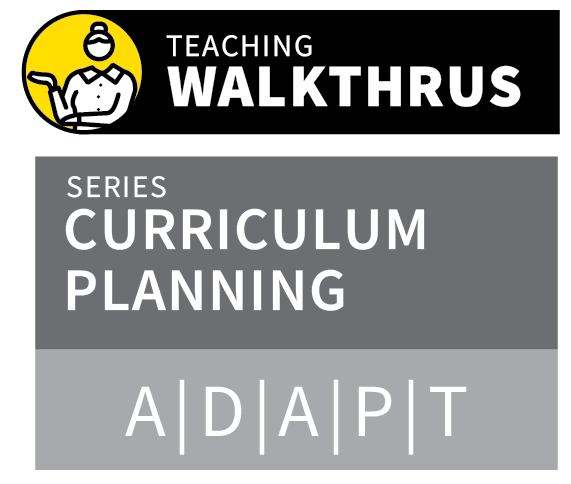 TEACHING
WALKTHRUS
SERIES
CURRICULUM
PLANNING
A|D|A|P|T